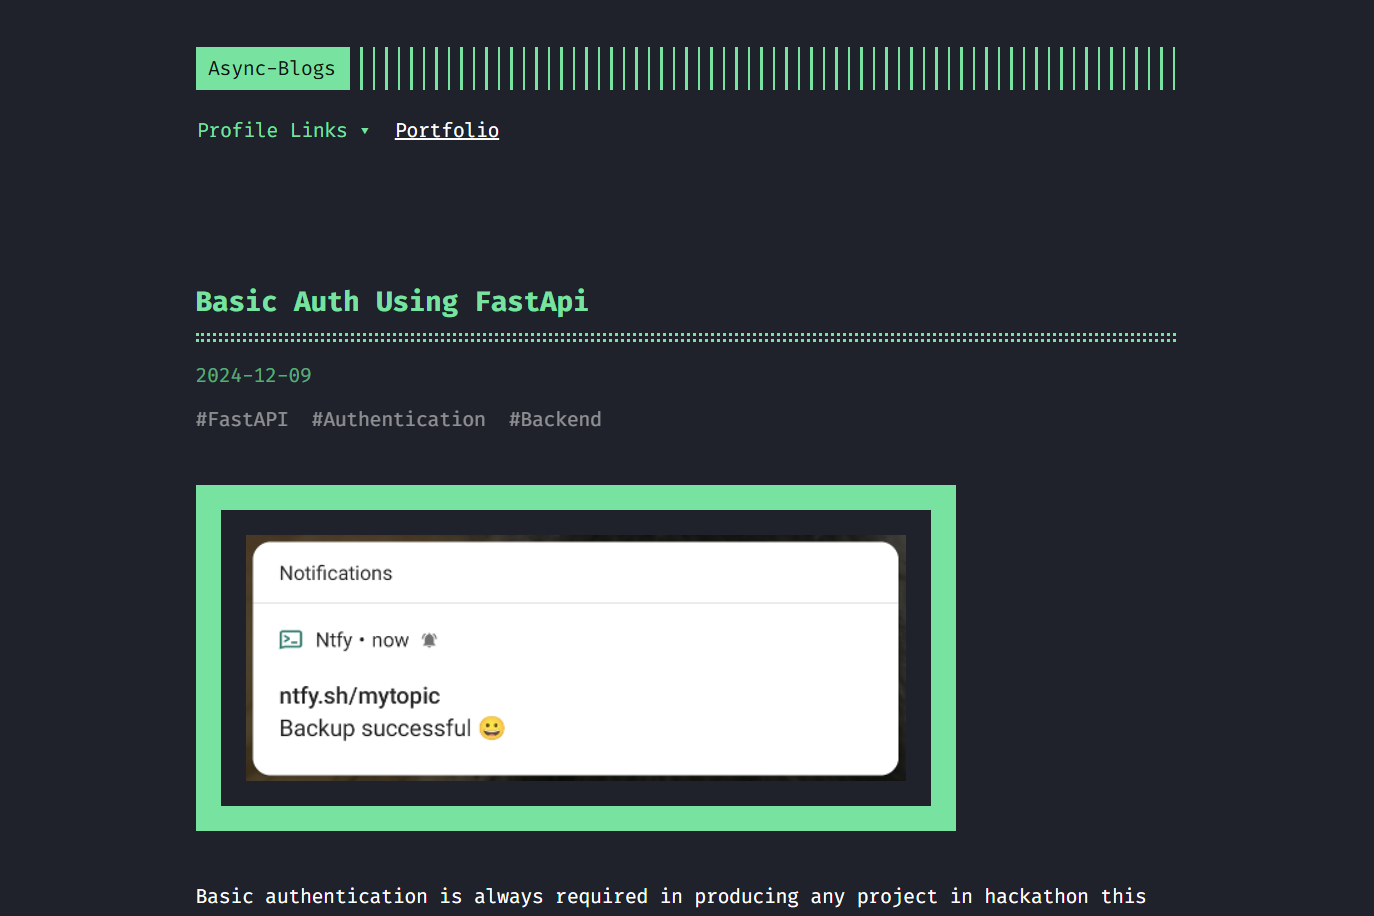 Async-Blogs
Profile Links ▾ Portfolio
Basic Auth Using FastApi
2024-12-09
#FastAPI #Authentication #Backend
Notifications
Ntfy • now
ntfy.sh/mytopic
Backup successful 😀
Basic authentication is always required in producing any project in hackathon this